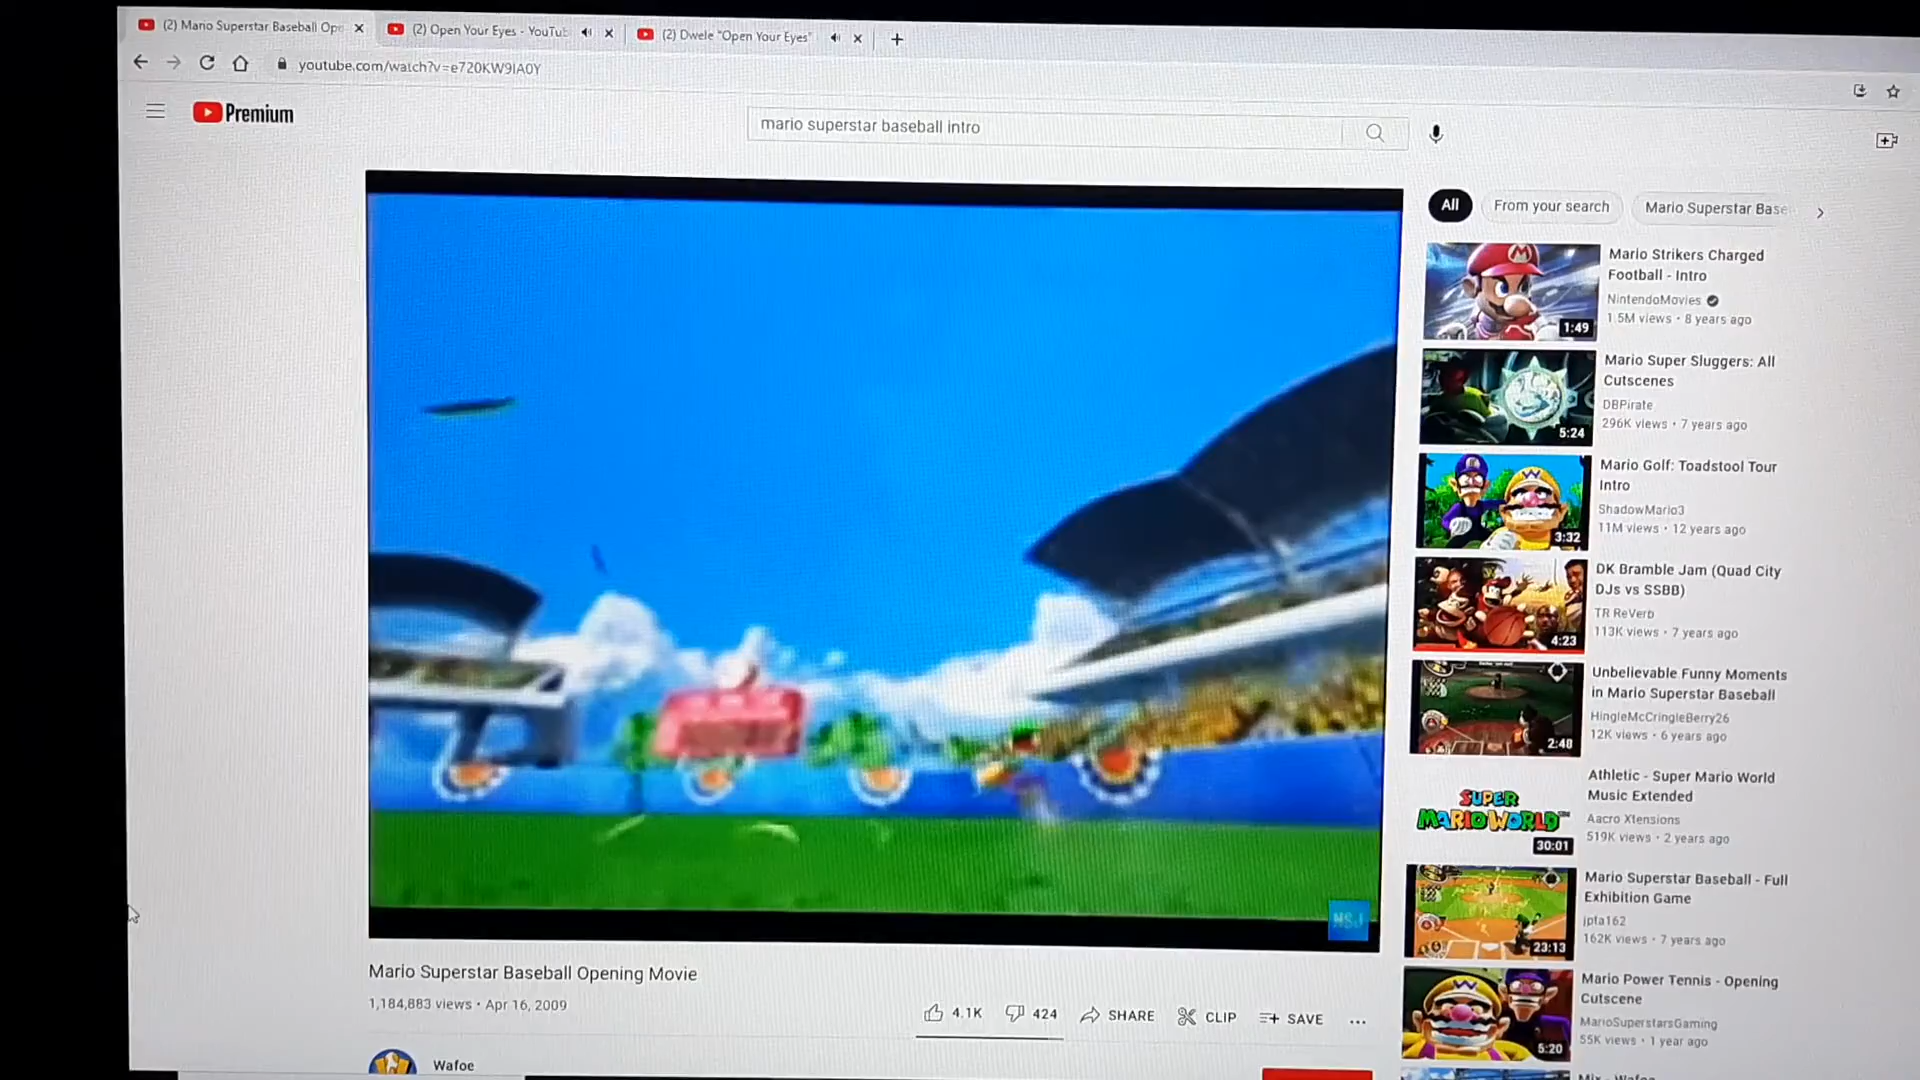 (2) Mario Superstar Baseball Ope
(2) Open Your Eyes - YouTub
(2) Dwele "Open Your Eyes"
youtube.com/watch?v=e720KW9IA0Y
Premium
mario superstar baseball intro
All
From your search
Mario Superstar Base
Mario Strikers Charged
Football - Intro
NintendoMovies
1.5M views • 8 years ago
1:49
Mario Super Sluggers: All
Cutscenes
DBPirate
296K views • 7 years ago
5:24
Mario Golf: Toadstool Tour
Intro
ShadowMario3
11M views • 12 years ago
3:32
DK Bramble Jam (Quad City
DJs vs SSBB)
TR ReVerb
113K views • 7 years ago
4:23
Unbelievable Funny Moments
in Mario Superstar Baseball
HingleMcCringleBerry26
12K views • 6 years ago
2:48
Athletic - Super Mario World
Music Extended
Aacro Xtensions
519K views • 2 years ago
SUPER
MARIO WORLD
30:01
Mario Superstar Baseball - Full
Exhibition Game
jpta162
162K views • 7 years ago
23:13
Mario Power Tennis - Opening
Cutscene
MarioSuperstarsGaming
55K views • 1 year ago
5:20
NSJ
Mario Superstar Baseball Opening Movie
1,184,883 views • Apr 16, 2009
4.1K
424
SHARE
CLIP
SAVE
Wafoe